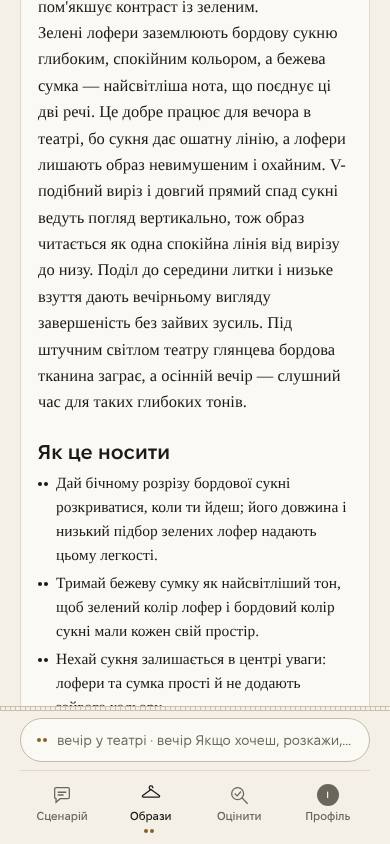 пом'якшує контраст із зеленим.
Зелені лофери заземлюють бордову сукню
глибоким, спокійним кольором, а бежева
сумка — найсвітліша нота, що поєднує ці
дві речі. Це добре працює для вечора в
театрі, бо сукня дає ошатну лінію, а лофери
лишають образ невимушеним і охайним. V-
подібний виріз і довгий прямий спад сукні
ведуть погляд вертикально, тож образ
читається як одна спокійна лінія від вирізу
до низу. Поділ до середини литки і низьке
взуття дають вечірньому вигляду
завершеність без зайвих зусиль. Під
штучним світлом театру глянцева бордова
тканина заграє, а осінній вечір — слушний
час для таких глибоких тонів.
Як це носити
•• Дай бічному розрізу бордової сукні
розкриватися, коли ти йдеш; його довжина і
низький підбор зелених лофер надають
цьому легкості.
•• Тримай бежеву сумку як найсвітліший тон,
щоб зелений колір лофер і бордовий колір
сукні мали кожен свій простір.
•• Нехай сукня залишається в центрі уваги:
лофери та сумка прості й не додають
•• вечір у театрі · вечір Якщо хочеш, розкажи,...
Сценарій
Образи
Оцінити
І
Профіль